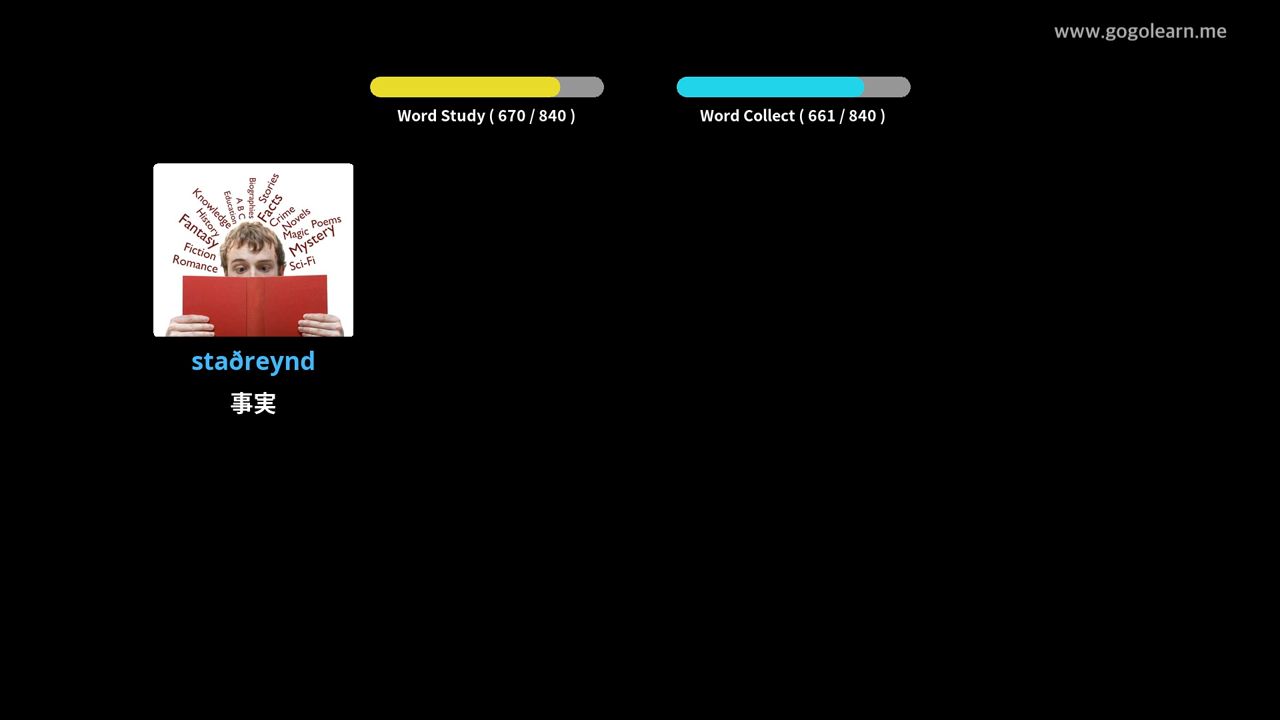 www.gogolearn.me
Word Study ( 670 / 840 )
Word Collect ( 661 / 840 )
Knowledge
History
Fantasy
Fiction
Romance
Education
A B C
Biographies
Stories
Facts
Crime
Novels
Magic
Poems
Mystery
Sci-Fi
staðreynd
事実